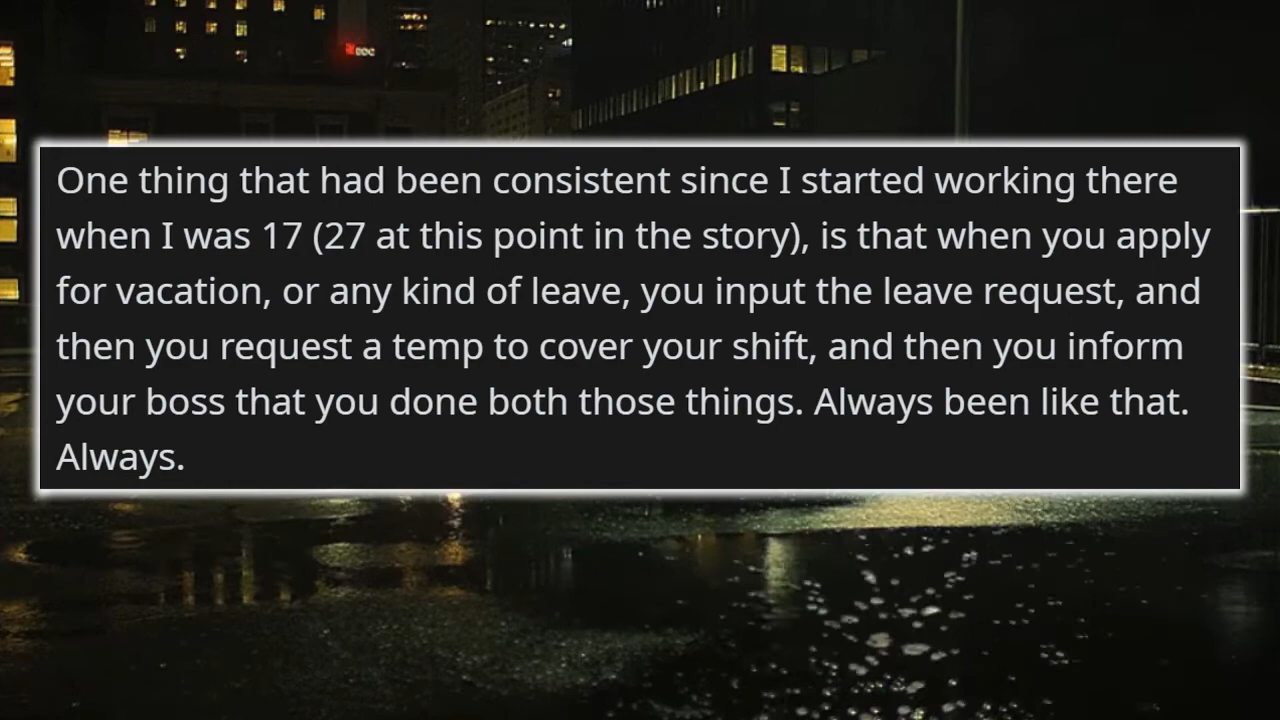 One thing that had been consistent since I started working there
when I was 17 (27 at this point in the story), is that when you apply
for vacation, or any kind of leave, you input the leave request, and
then you request a temp to cover your shift, and then you inform
your boss that you done both those things. Always been like that.
Always.